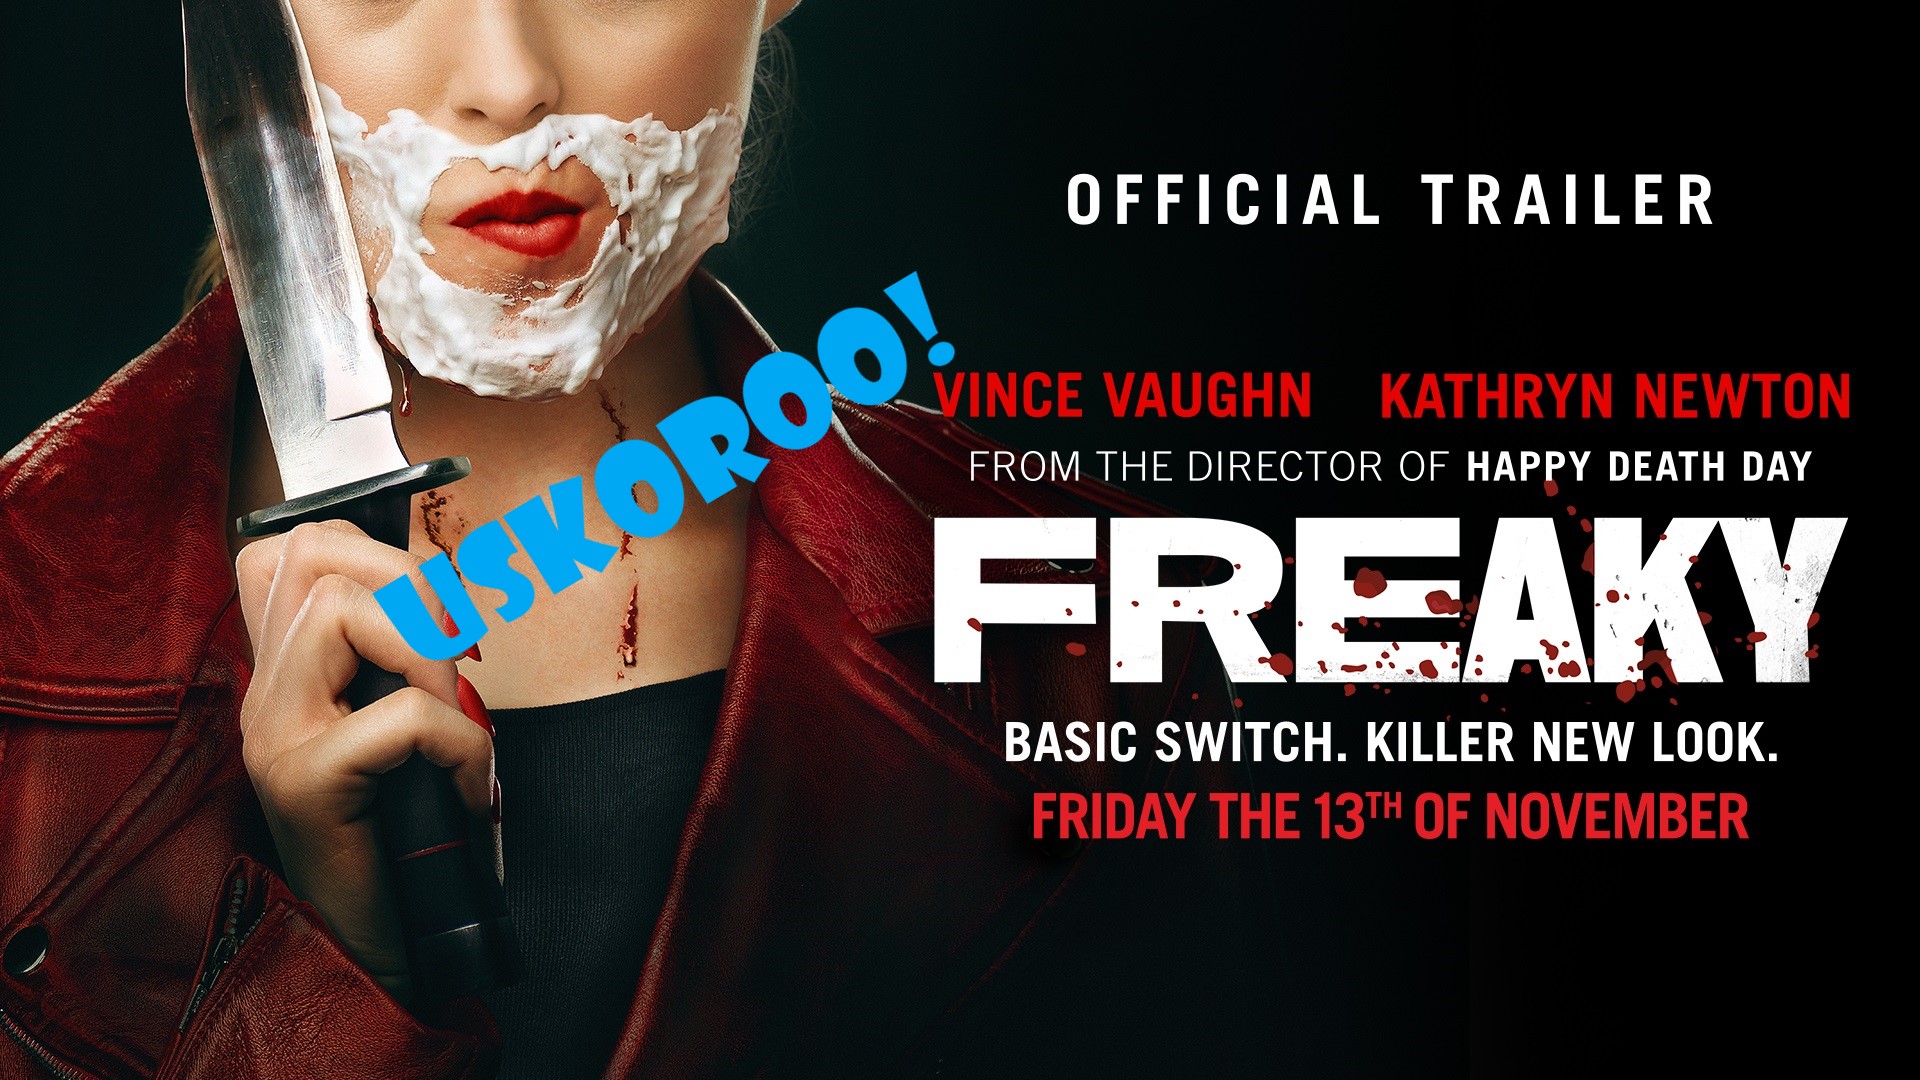 OFFICIAL TRAILER
USKOROO!
VINCE VAUGHN KATHRYN NEWTON
FROM THE DIRECTOR OF HAPPY DEATH DAY
FREAKY
BASIC SWITCH. KILLER NEW LOOK.
FRIDAY THE 13TH OF NOVEMBER